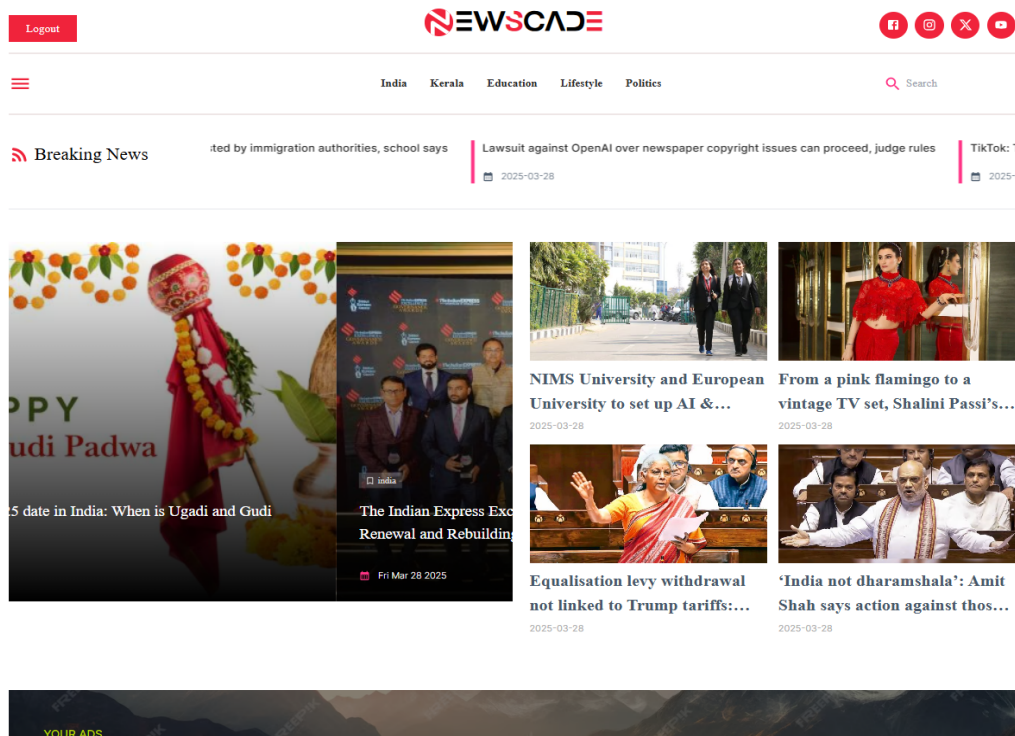 Logout
NEWSCADE
India Kerala Education Lifestyle Politics
Search
Breaking News
ted by immigration authorities, school says
Lawsuit against OpenAI over newspaper copyright issues can proceed, judge rules
2025-03-28
TikTok:
2025-
PPY
udi Padwa
25 date in India: When is Ugadi and Gudi
india
The Indian Express Exc
Renewal and Rebuilding
Fri Mar 28 2025
NIMS University and European
University to set up AI &…
2025-03-28
From a pink flamingo to a
vintage TV set, Shalini Passi’s…
2025-03-28
Equalisation levy withdrawal
not linked to Trump tariffs:…
2025-03-28
‘India not dharamshala’: Amit
Shah says action against thos…
2025-03-28
YOUR ADS